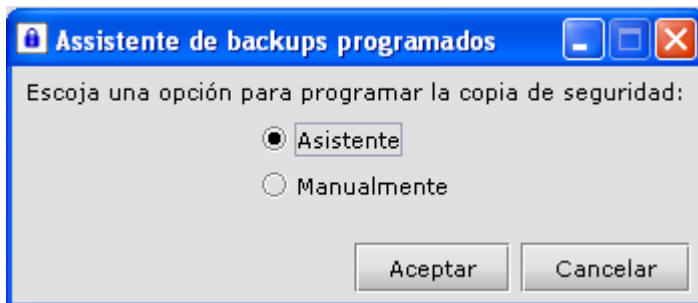 Assistente de backups programados
Escoja una opción para programar la copia de seguridad:
Asistente
Manualmente
Aceptar Cancelar